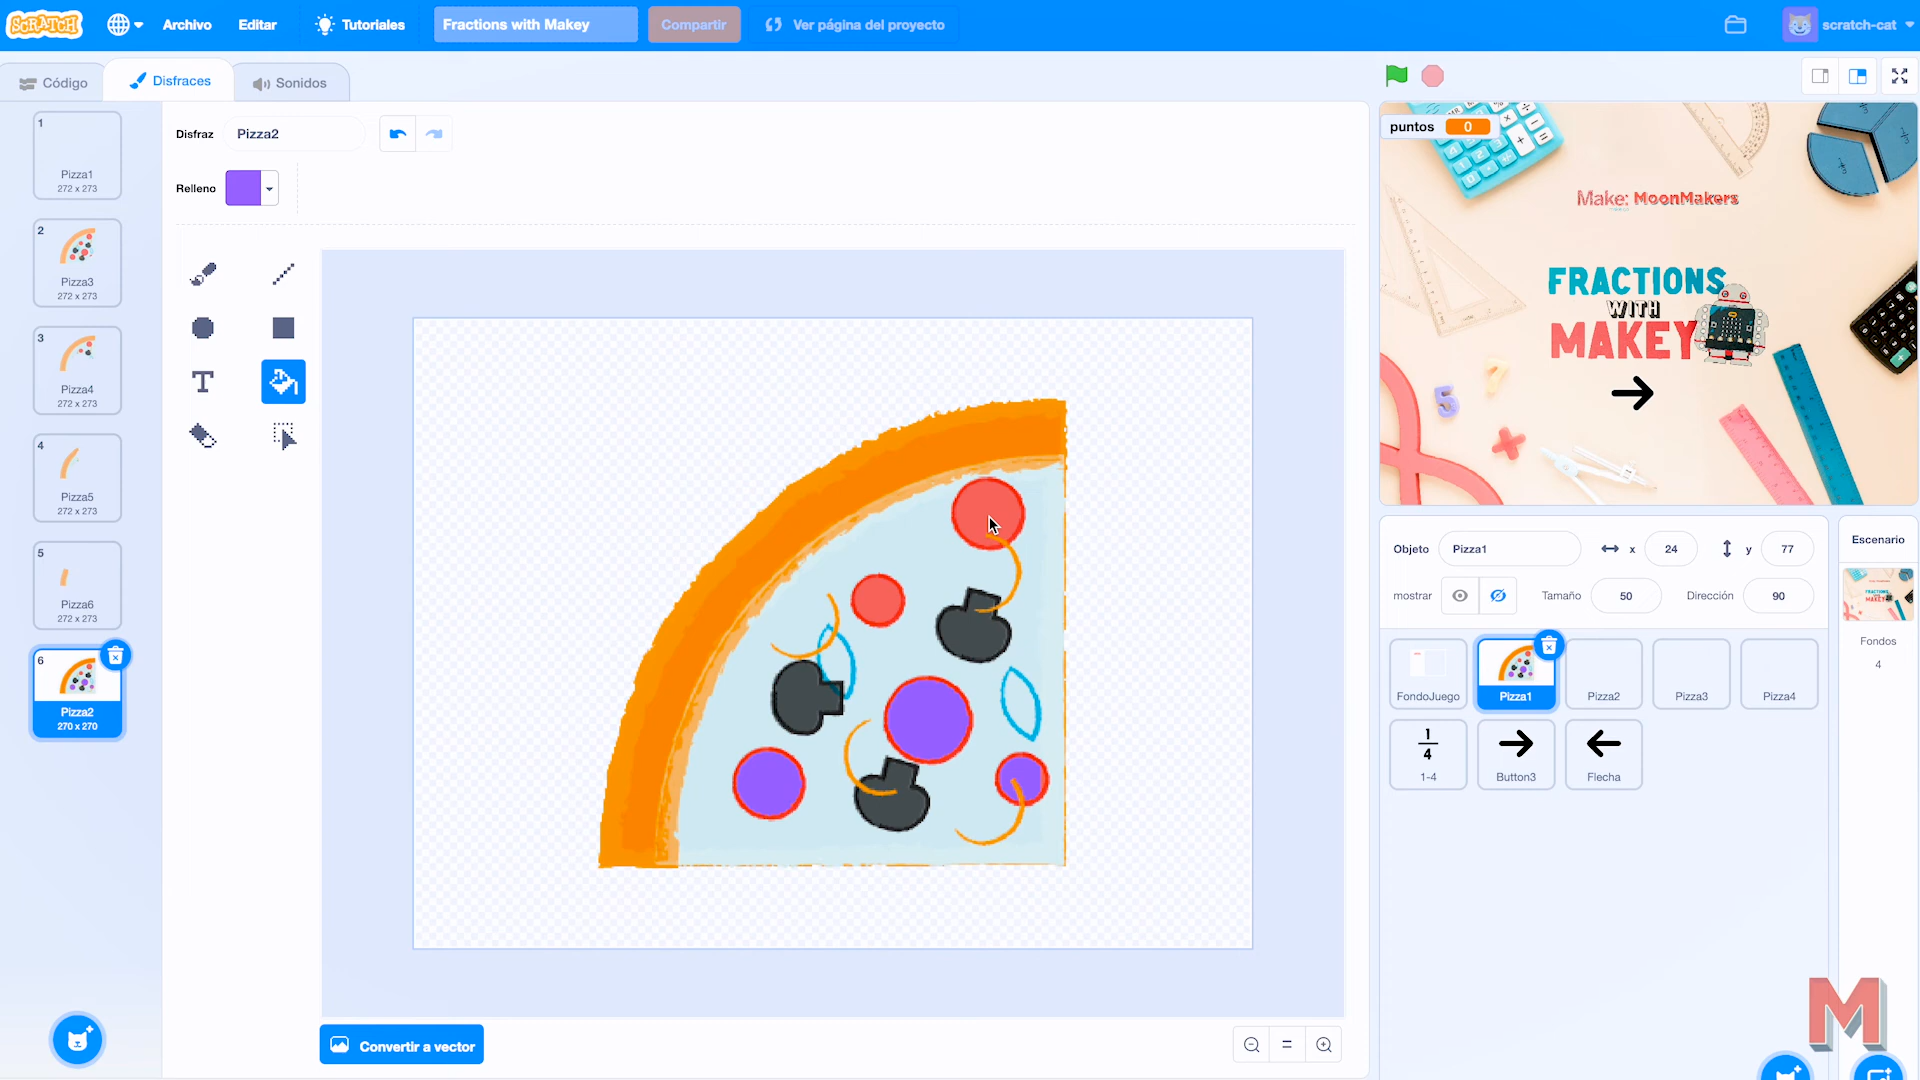 SCRATCH
Archivo
Editar
Tutoriales
Fractions with Makey
Compartir
Ver página del proyecto
scratch-cat
Código
Disfraces
Sonidos
1
Pizza1
272 x 273
2
Pizza3
272 x 273
3
Pizza4
272 x 273
4
Pizza5
272 x 273
5
Pizza6
272 x 273
6
Pizza2
270 x 270
Disfraz
Pizza2
Relleno
T
Convertir a vector
puntos 0
Make: MoonMakers
FRACTIONS
WITH
MAKEY
5
Objeto
Pizza1
x
24
y
77
mostrar
Tamaño
50
Dirección
90
FondoJuego
Pizza1
Pizza2
Pizza3
Pizza4
1
4
1-4
Button3
Flecha
Escenario
Fondos
4
M